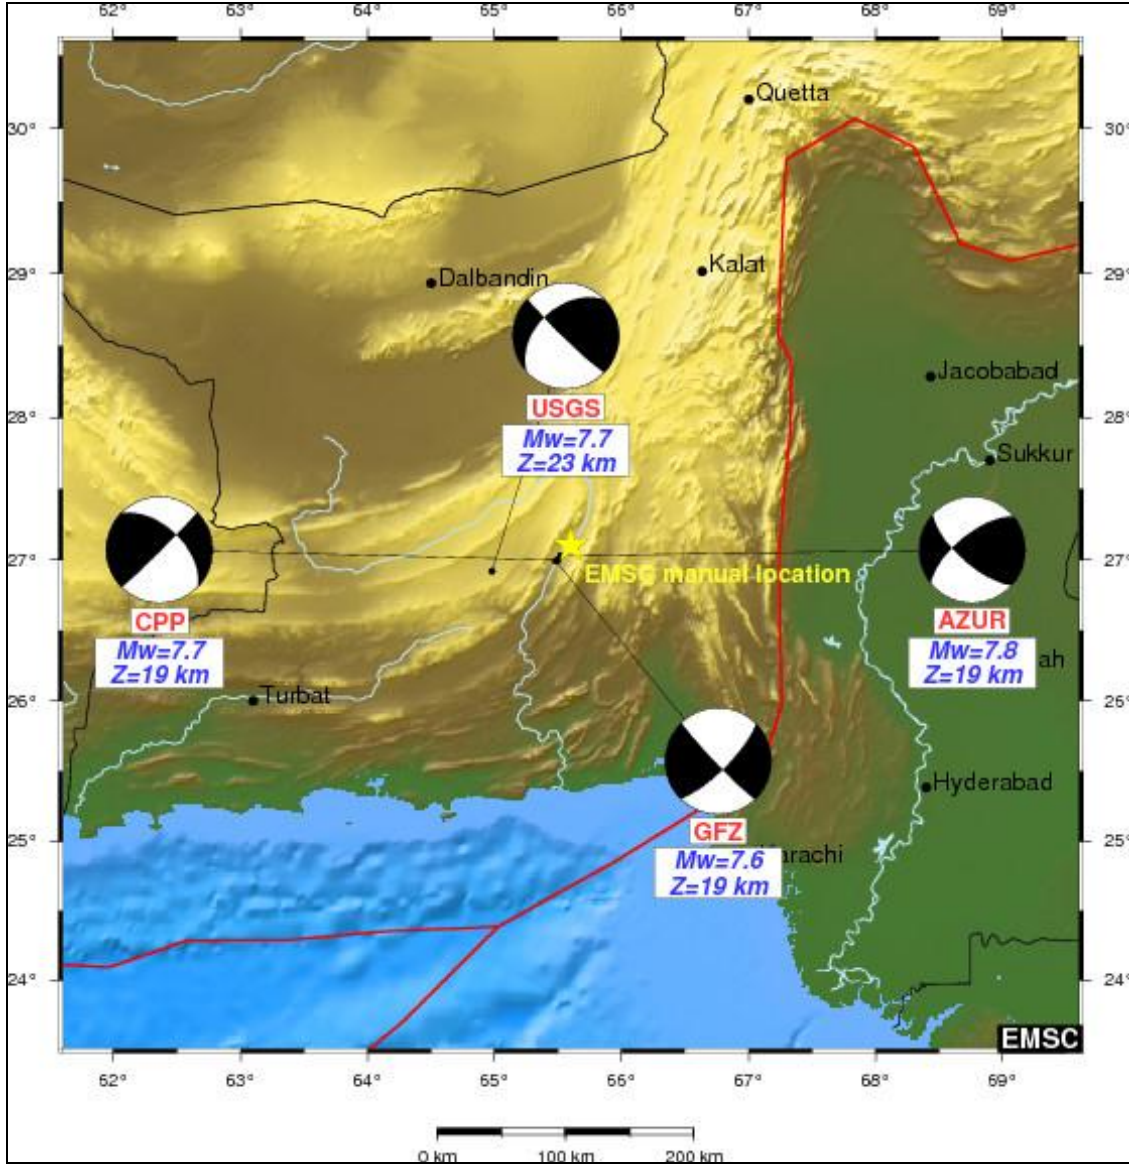 62° 63° 64° 65° 66° 67° 68° 69°
Quetta
30° 30°
Kalat
29° Dalbandin 29°
Jacobabad
USGS
28° 28°
Mw=7.7
Z=23 km
Sukkur
27° 27°
EMSC manual location
CPP AZUR
Mw=7.7 Mw=7.8
Z=19 km Z=19 km
ah
26° Turbat 26°
Hyderabad
GFZ
25° 25°
Mw=7.6 arachi
Z=19 km
24° 24°
EMSC
62° 63° 64° 65° 66° 67° 68° 69°
0 km 100 km 200 km